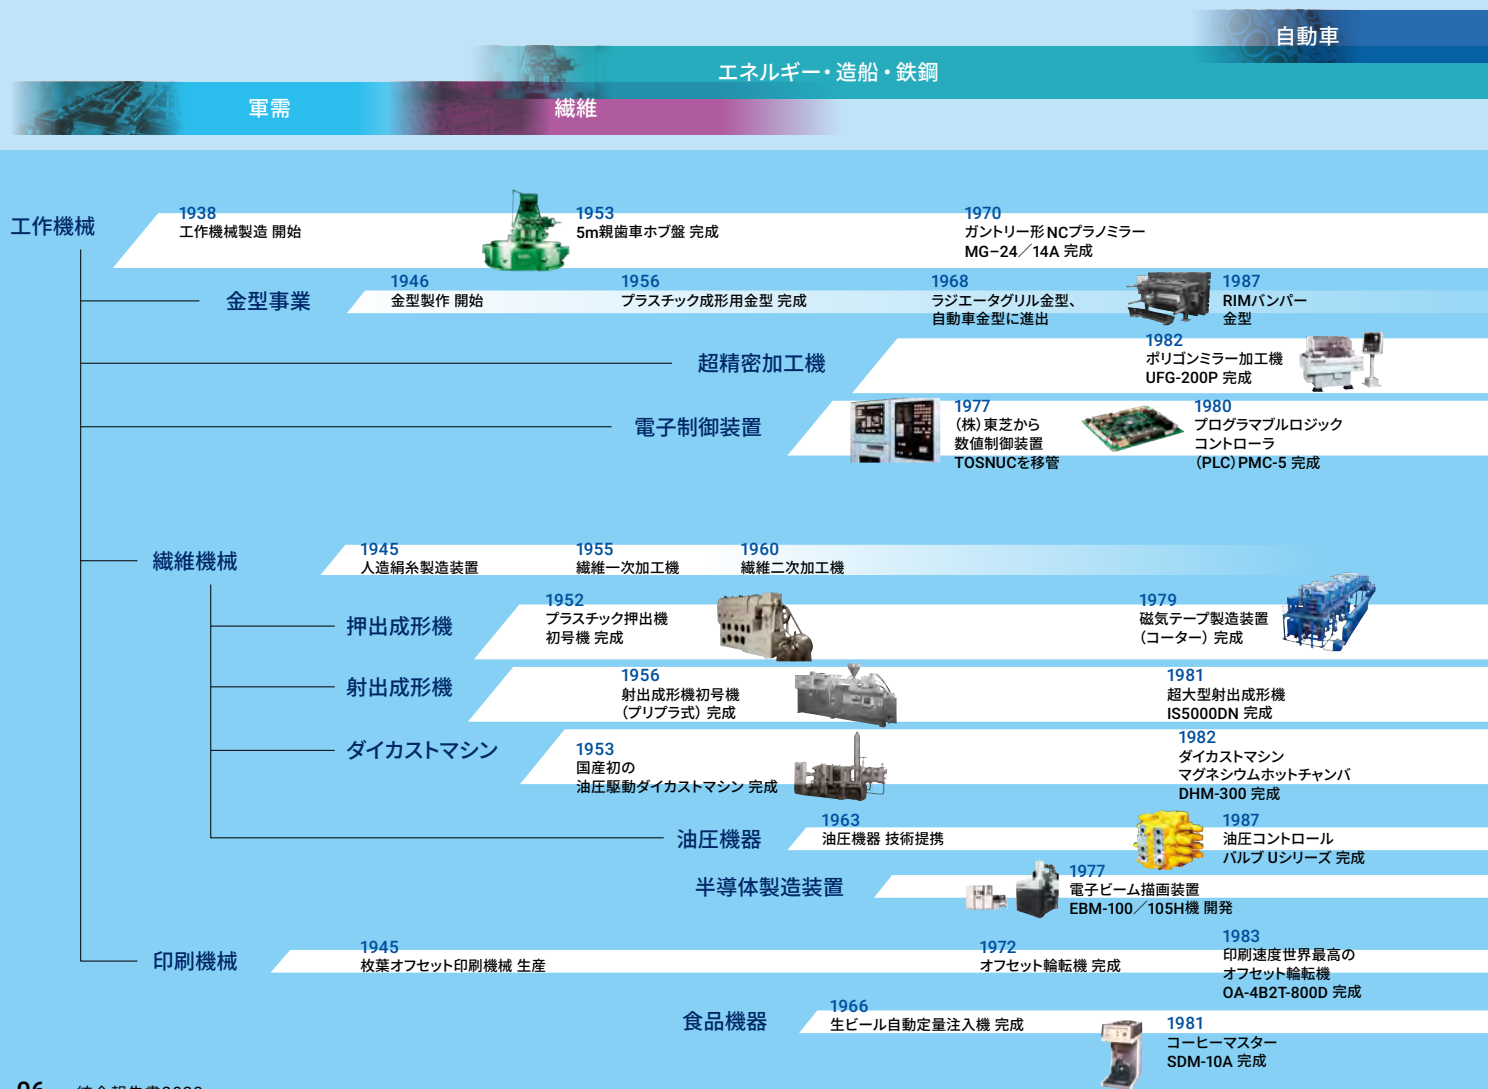 自動車
エネルギー・造船・鉄鋼
軍需
繊維
工作機械
1938
工作機械製造 開始
1953
5m親歯車ホブ盤 完成
1970
ガントリー形NCプラノミラー
MG−24／14A 完成
金型事業
1946
金型製作 開始
1956
プラスチック成形用金型 完成
1968
ラジエータグリル金型、
自動車金型に進出
1987
RIMバンパー
金型
超精密加工機
1982
ポリゴンミラー加工機
UFG-200P 完成
電子制御装置
1977
（株）東芝から
数値制御装置
TOSNUCを移管
1980
プログラマブルロジック
コントローラ
（PLC）PMC-5 完成
繊維機械
1945
人造絹糸製造装置
1955
繊維一次加工機
1960
繊維二次加工機
押出成形機
1952
プラスチック押出機
初号機 完成
1979
磁気テープ製造装置
（コーター） 完成
射出成形機
1956
射出成形機初号機
（プリプラ式） 完成
1981
超大型射出成形機
IS5000DN 完成
ダイカストマシン
1953
国産初の
油圧駆動ダイカストマシン 完成
1982
ダイカストマシン
マグネシウムホットチャンバ
DHM-300 完成
油圧機器
1963
油圧機器 技術提携
1987
油圧コントロール
バルブ Uシリーズ 完成
半導体製造装置
1977
電子ビーム描画装置
EBM-100／105H機 開発
印刷機械
1945
枚葉オフセット印刷機械 生産
1972
オフセット輪転機 完成
1983
印刷速度世界最高の
オフセット輪転機
OA-4B2T-800D 完成
食品機器
1966
生ビール自動定量注入機 完成
1981
コーヒーマスター
SDM-10A 完成